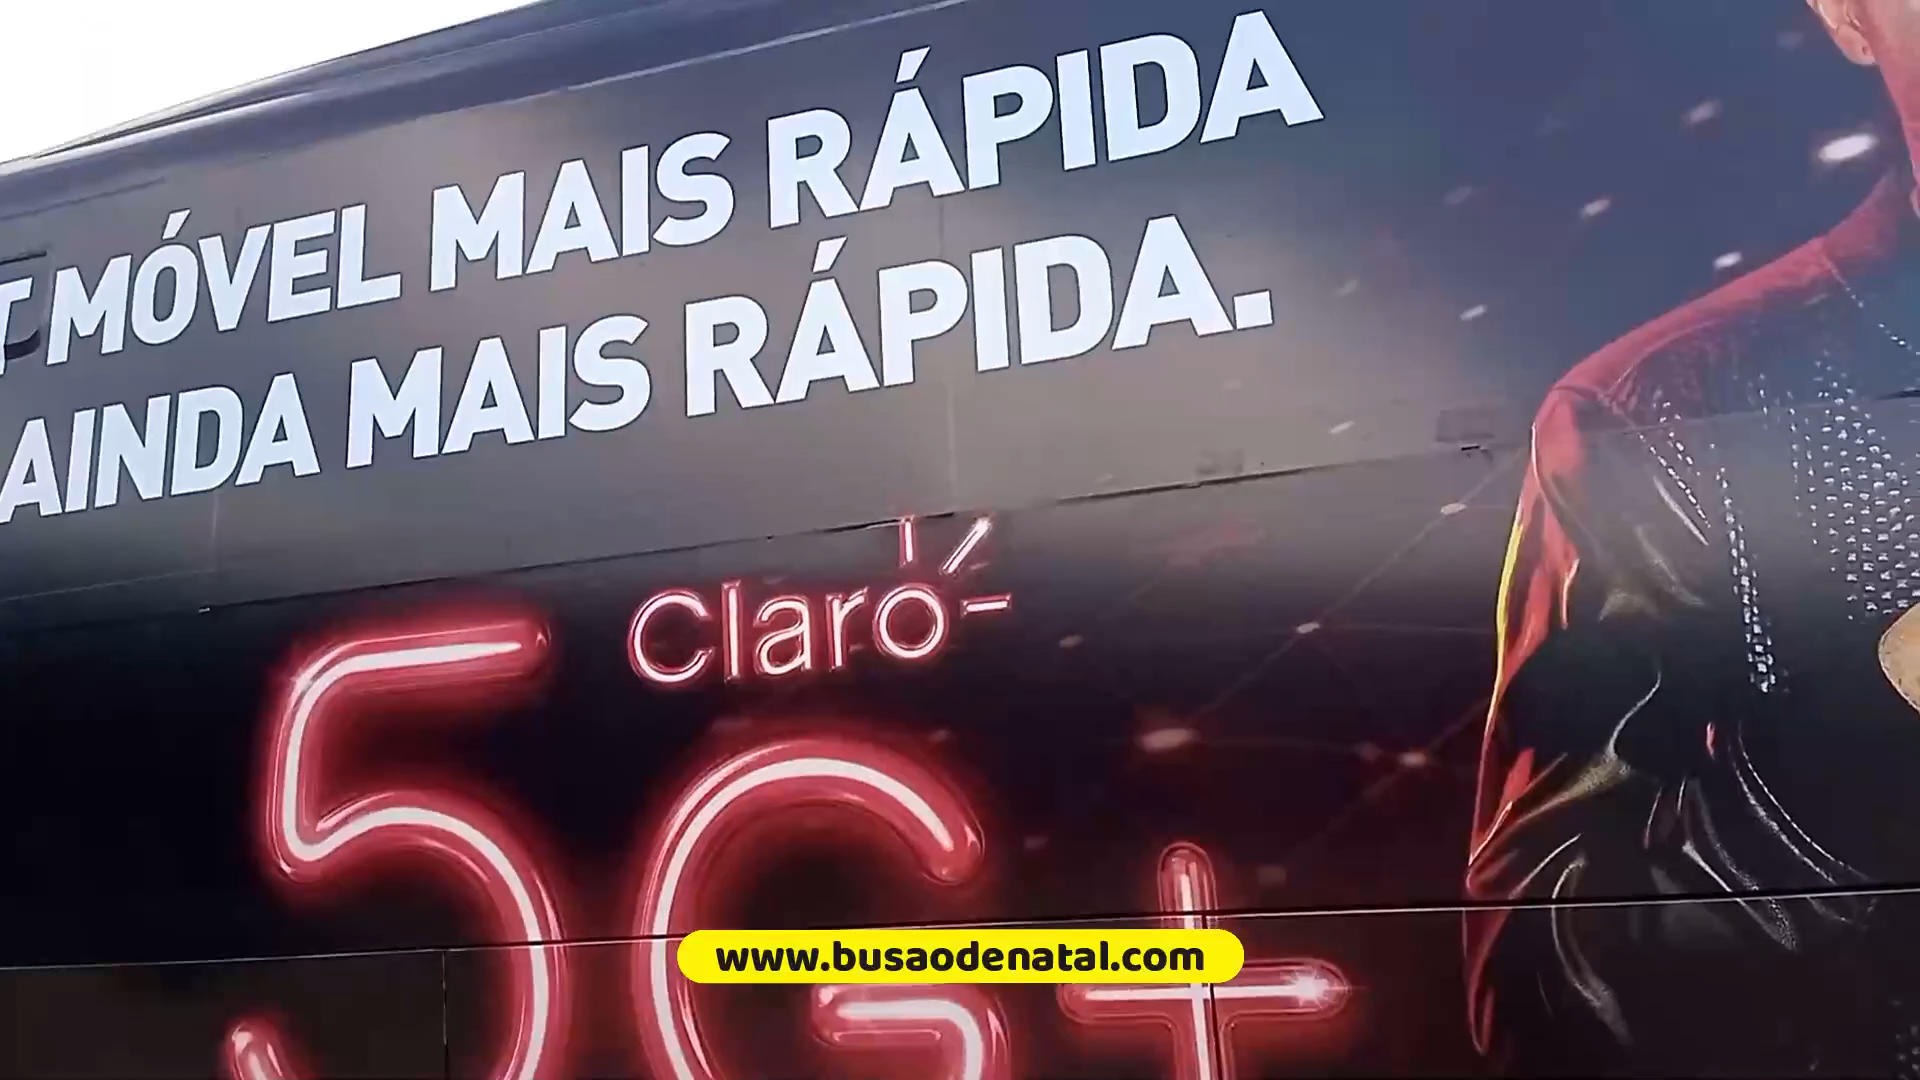 MÓVEL MAIS RÁPIDA
AINDA MAIS RÁPIDA.
Claro
5G+
www.busaodenatal.com